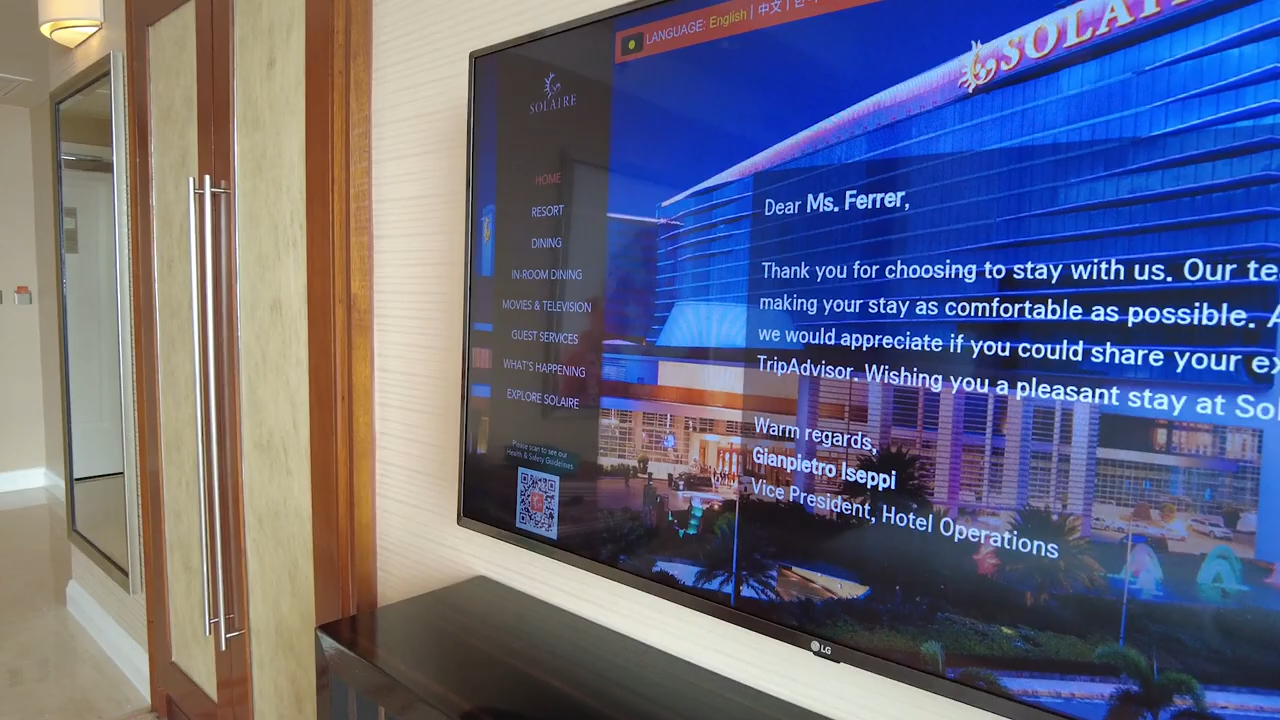 LANGUAGE: English | 中文 |
SOLAIRE
SOLAIRE
HOME
RESORT
DINING
IN-ROOM DINING
MOVIES & TELEVISION
GUEST SERVICES
WHAT'S HAPPENING
EXPLORE SOLAIRE
Please scan to see our
Health & Safety Guidelines
Dear Ms. Ferrer,
Thank you for choosing to stay with us. Our
making your stay as comfortable as possible.
we would appreciate if you could share your
TripAdvisor. Wishing you a pleasant stay at
Warm regards,
Gianpietro Iseppi
Vice President, Hotel Operations
LG